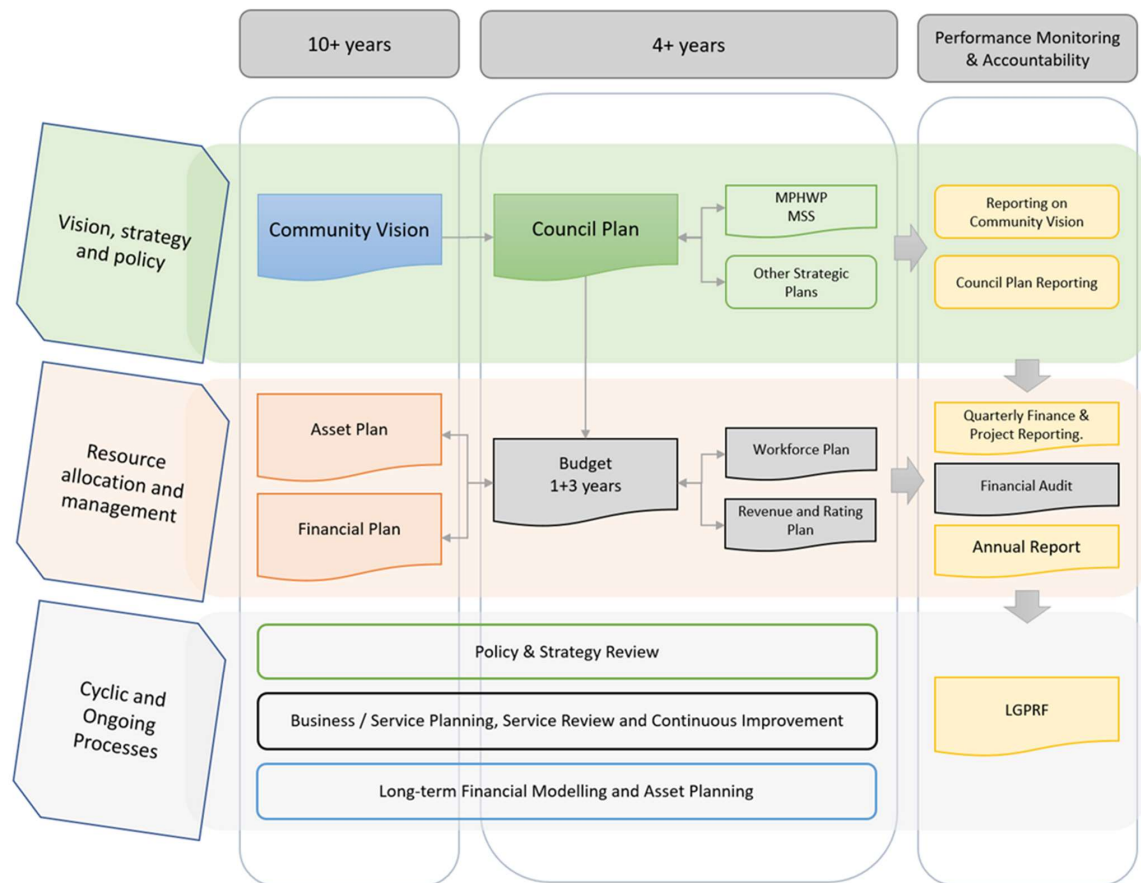 10+ years
4+ years
Performance Monitoring
& Accountability
Vision, strategy
and policy
Community Vision
Council Plan
MPHWP
MSS
Other Strategic
Plans
Reporting on
Community Vision
Council Plan Reporting
Resource
allocation and
management
Asset Plan
Financial Plan
Budget
1+3 years
Workforce Plan
Revenue and Rating
Plan
Quarterly Finance &
Project Reporting.
Financial Audit
Annual Report
Cyclic and
Ongoing
Processes
Policy & Strategy Review
Business / Service Planning, Service Review and Continuous Improvement
Long-term Financial Modelling and Asset Planning
LGPRF